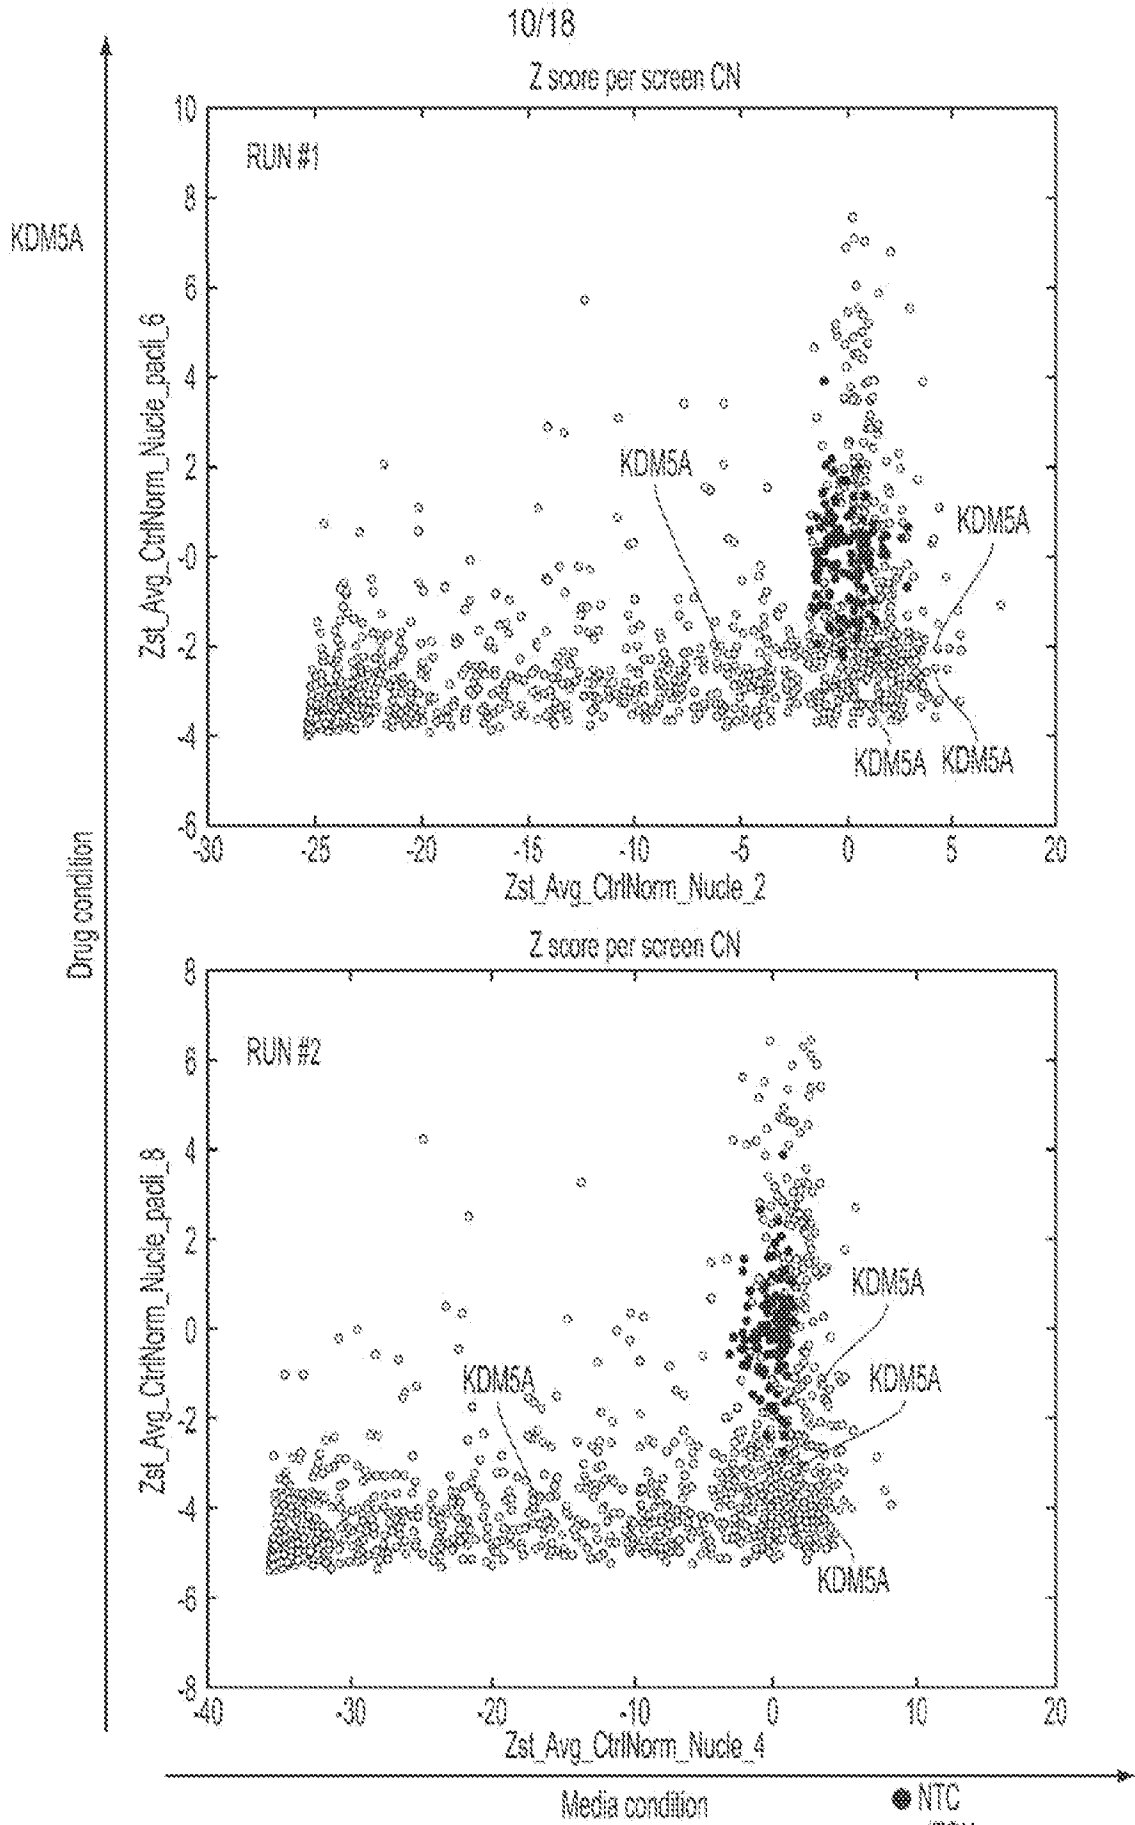 10/18
Z score per screen CN
10
RUN #1
8
KDM5A
6
Zst_Avg_CtrlNorm_Nucle_pacli_6
4
2
KDM5A
KDM5A
-0
-2
-4
KDM5A KDM5A
-6
-30 -25 -20 -15 -10 -5 0 5 20
Zst_Avg_CtrlNorm_Nucle_2
Drug condition
Z score per screen CN
8
RUN #2
6
4
Zst_Avg_CtrlNorm_Nucle_pacli_8
2
KDM5A
0
KDM5A
KDM5A
-2
-4
KDM5A
-6
-8
-40 -30 -20 -10 0 10 20
Zst_Avg_CtrlNorm_Nucle_4
Media condition
NTC